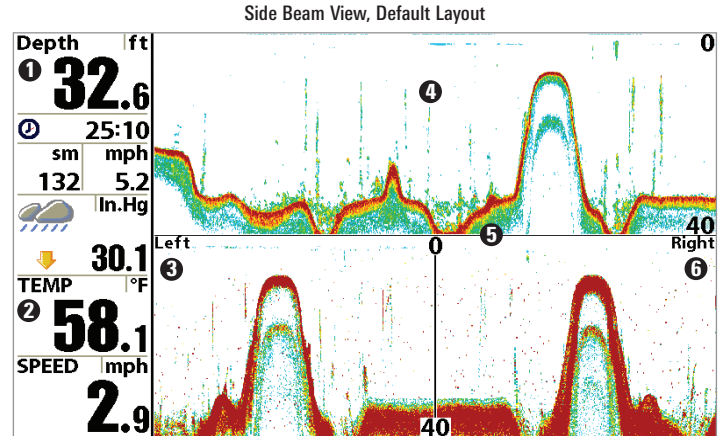 Side Beam View, Default Layout
Depth ft
1 32.6
25:10
sm mph
132 5.2
In.Hg
30.1
TEMP °F
2 58.1
SPEED mph
2.9
0
4
40
5
Left 0 Right
3 6
40